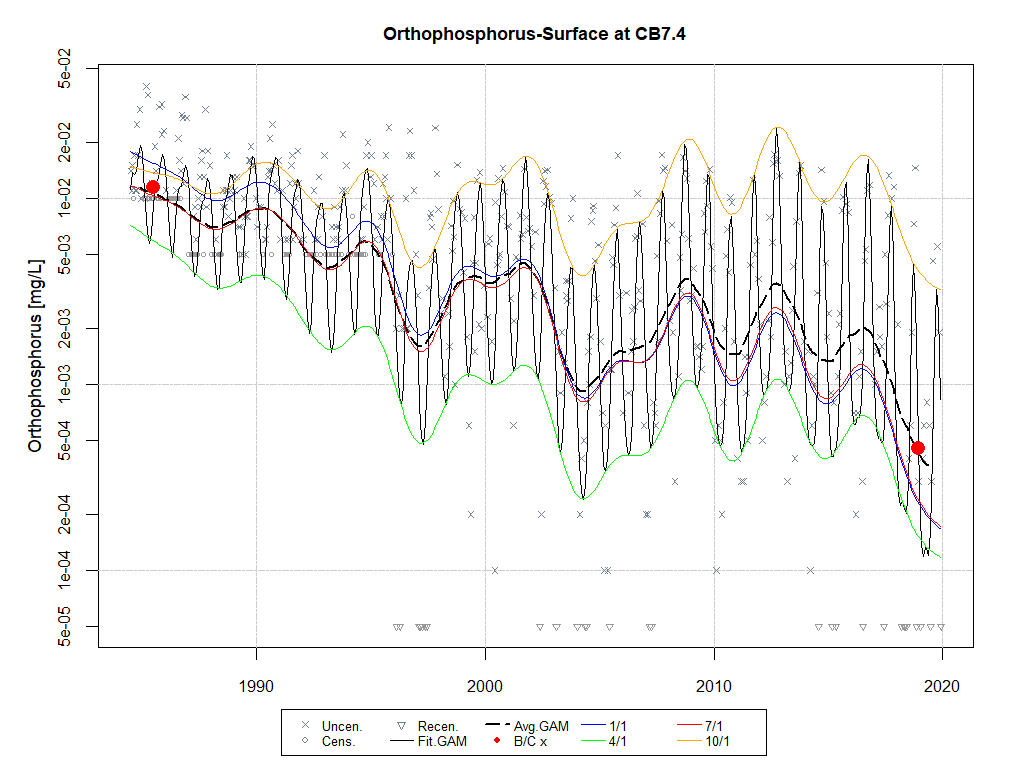 Orthophosphorus-Surface at CB7.4
Orthophosphorus [mg/L]
5e-02
2e-02
1e-02
5e-03
2e-03
1e-03
5e-04
2e-04
1e-04
5e-05
1990 2000 2010 2020
Uncen. Recen. Avg.GAM 1/1 7/1
Cens. Fit.GAM B/C x 4/1 10/1